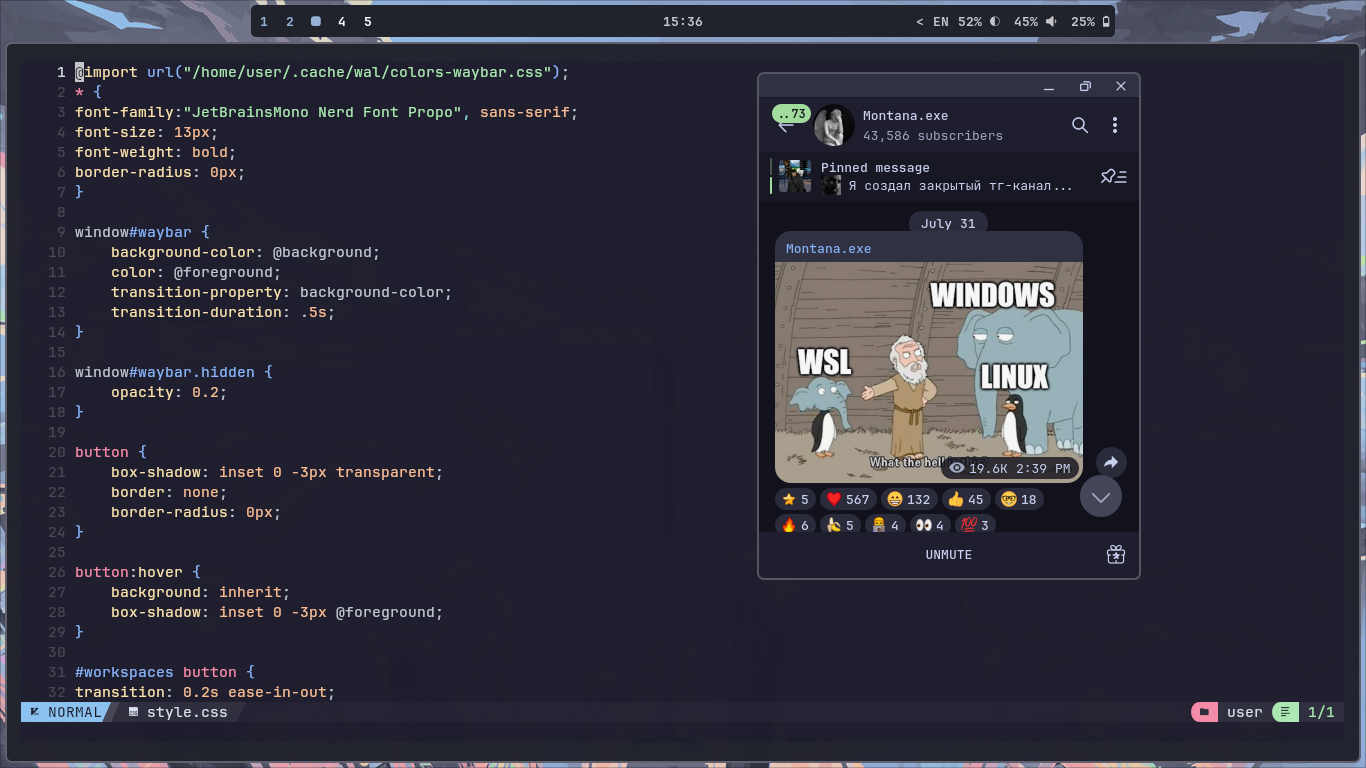 1 2 4 5
15:36
< EN 52% 45% 25%
1 @import url("/home/user/.cache/wal/colors-waybar.css");
2 * {
3 font-family:"JetBrainsMono Nerd Font Propo", sans-serif;
4 font-size: 13px;
5 font-weight: bold;
6 border-radius: 0px;
7 }
8
9 window#waybar {
10 background-color: @background;
11 color: @foreground;
12 transition-property: background-color;
13 transition-duration: .5s;
14 }
15
16 window#waybar.hidden {
17 opacity: 0.2;
18 }
19
20 button {
21 box-shadow: inset 0 -3px transparent;
22 border: none;
23 border-radius: 0px;
24 }
25
26 button:hover {
27 background: inherit;
28 box-shadow: inset 0 -3px @foreground;
29 }
30
31 #workspaces button {
32 transition: 0.2s ease-in-out;
NORMAL style.css
user 1/1
..73
Montana.exe
43,586 subscribers
Pinned message
Я создал закрытый тг-канал...
July 31
Montana.exe
WINDOWS
WSL
LINUX
What the hell
19.6K 2:39 PM
5 567 132 45 18
6 5 4 4 3
UNMUTE